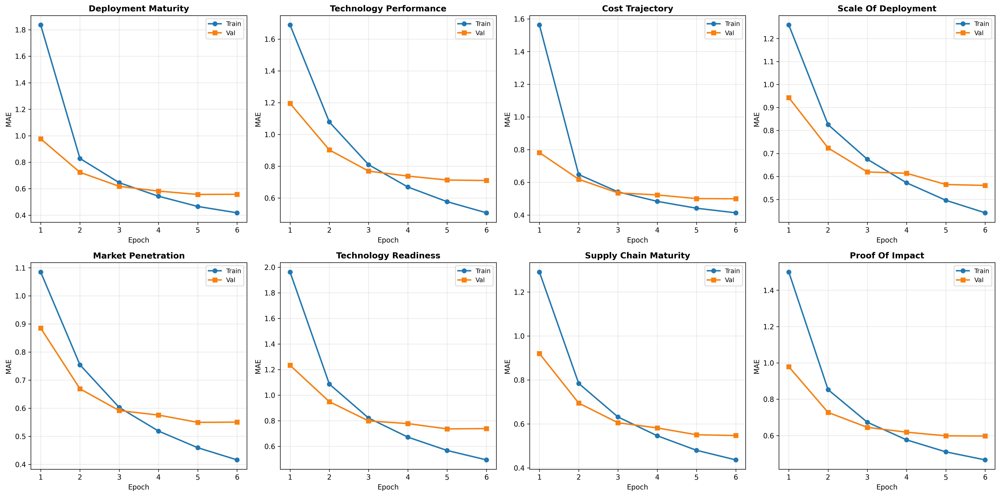 Deployment Maturity
Train
Val
1.8
1.6
1.4
1.2
1.0
0.8
0.6
0.4
MAE
1 2 3 4 5 6
Epoch
Technology Performance
Train
Val
1.6
1.4
1.2
1.0
0.8
0.6
MAE
1 2 3 4 5 6
Epoch
Cost Trajectory
Train
Val
1.6
1.4
1.2
1.0
0.8
0.6
0.4
MAE
1 2 3 4 5 6
Epoch
Scale Of Deployment
Train
Val
1.2
1.1
1.0
0.9
0.8
0.7
0.6
0.5
MAE
1 2 3 4 5 6
Epoch
Market Penetration
Train
Val
1.1
1.0
0.9
0.8
0.7
0.6
0.5
0.4
MAE
1 2 3 4 5 6
Epoch
Technology Readiness
Train
Val
2.0
1.8
1.6
1.4
1.2
1.0
0.8
0.6
MAE
1 2 3 4 5 6
Epoch
Supply Chain Maturity
Train
Val
1.2
1.0
0.8
0.6
0.4
MAE
1 2 3 4 5 6
Epoch
Proof Of Impact
Train
Val
1.4
1.2
1.0
0.8
0.6
MAE
1 2 3 4 5 6
Epoch